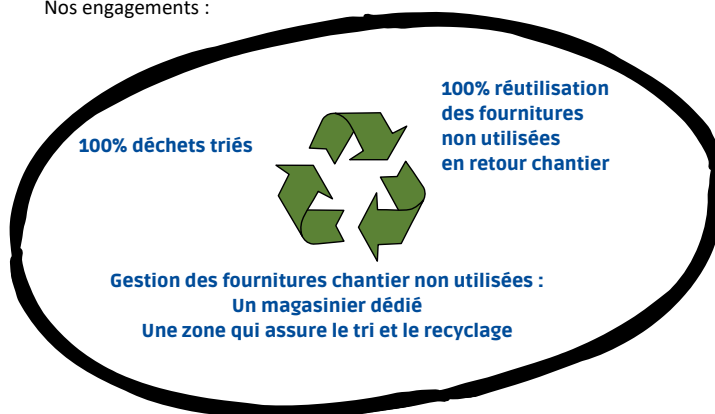 Nos engagements :
100% déchets triés
100% réutilisation
des fournitures
non utilisées
en retour chantier
Gestion des fournitures chantier non utilisées :
Un magasinier dédié
Une zone qui assure le tri et le recyclage